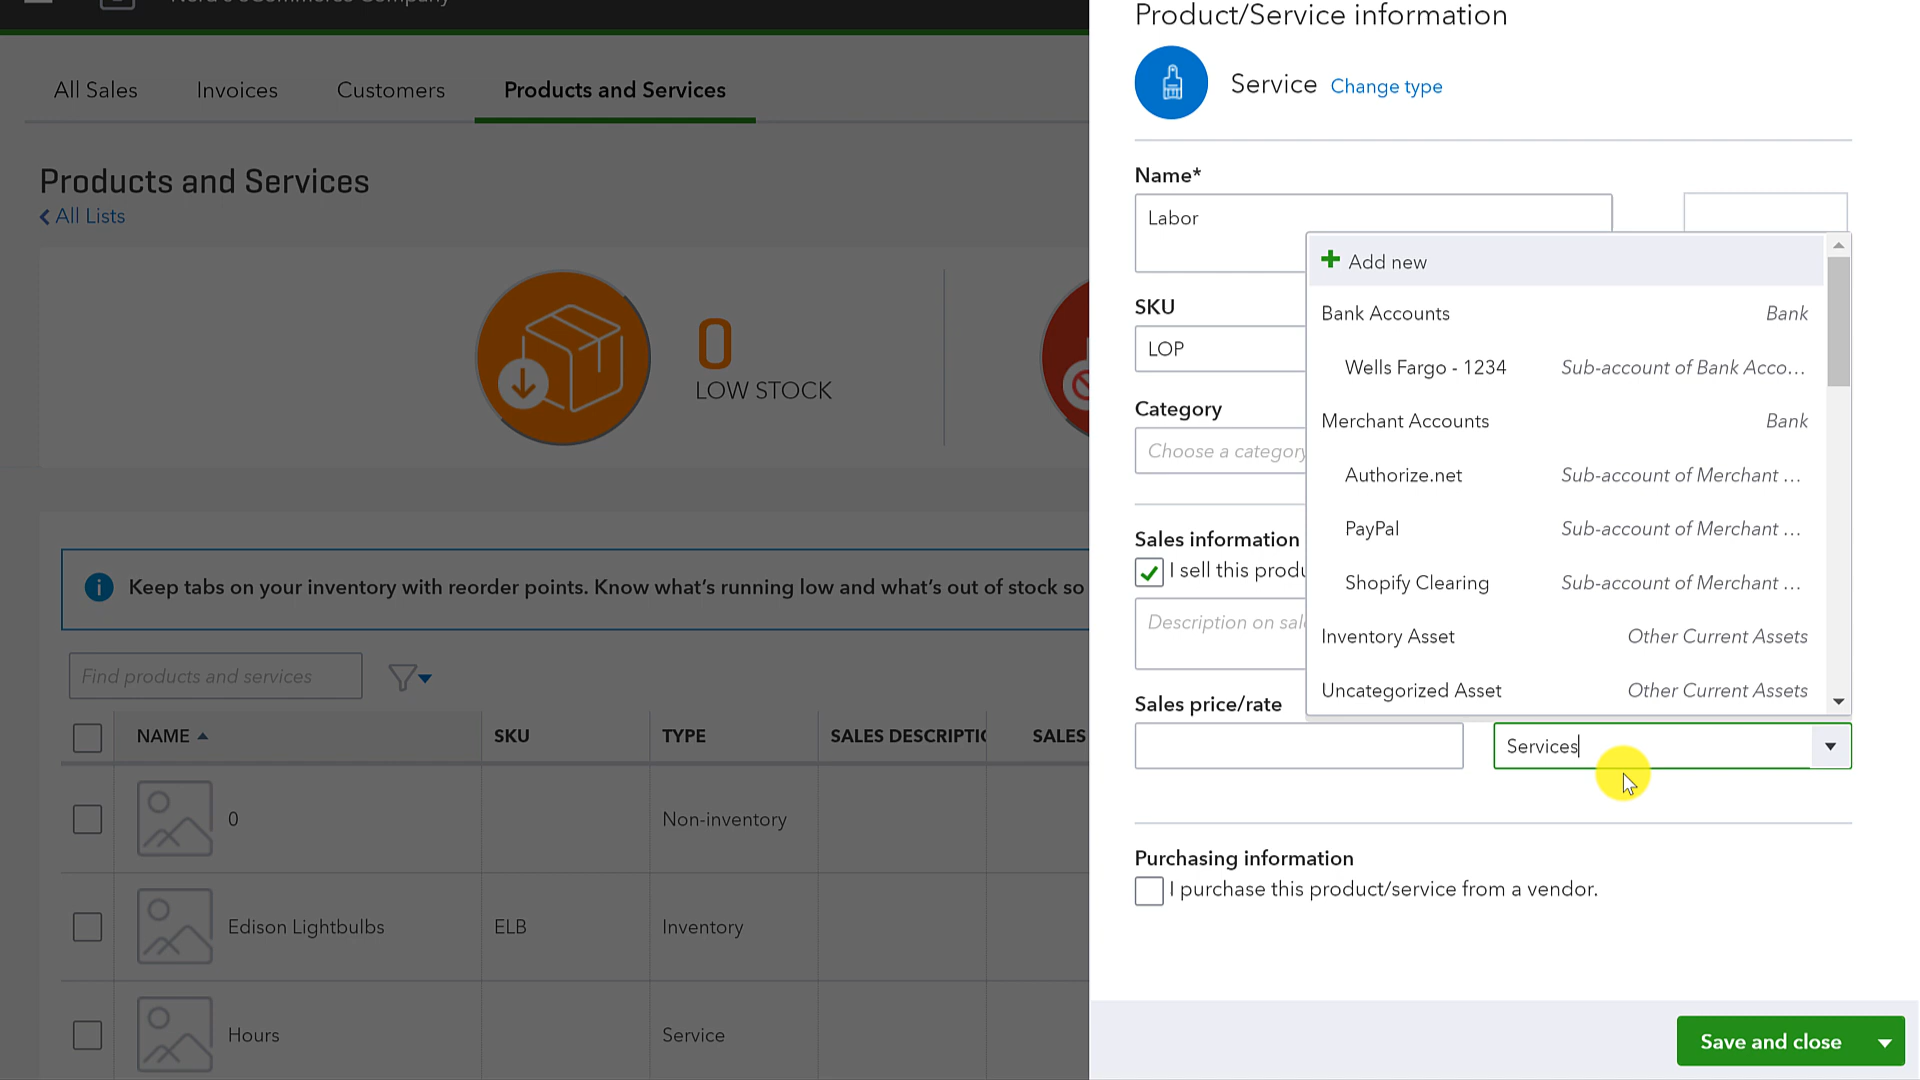 Product/Service information
All Sales
Invoices
Customers
Products and Services
Service Change type
Products and Services
All Lists
Name*
Labor
Add new
SKU
Bank Accounts Bank
LOP
Wells Fargo - 1234 Sub-account of Bank Acco...
0
LOW STOCK
Category
Merchant Accounts Bank
Choose a category
Authorize.net Sub-account of Merchant ...
Sales information
PayPal Sub-account of Merchant ...
I sell this produ
Shopify Clearing Sub-account of Merchant ...
Keep tabs on your inventory with reorder points. Know what's running low and what's out of stock so
Description on sal
Inventory Asset Other Current Assets
Find products and services
Uncategorized Asset Other Current Assets
Sales price/rate
NAME SKU TYPE SALES DESCRIPTIO SALES
Services
0 Non-inventory
Purchasing information
I purchase this product/service from a vendor.
Edison Lightbulbs ELB Inventory
Hours Service
Save and close